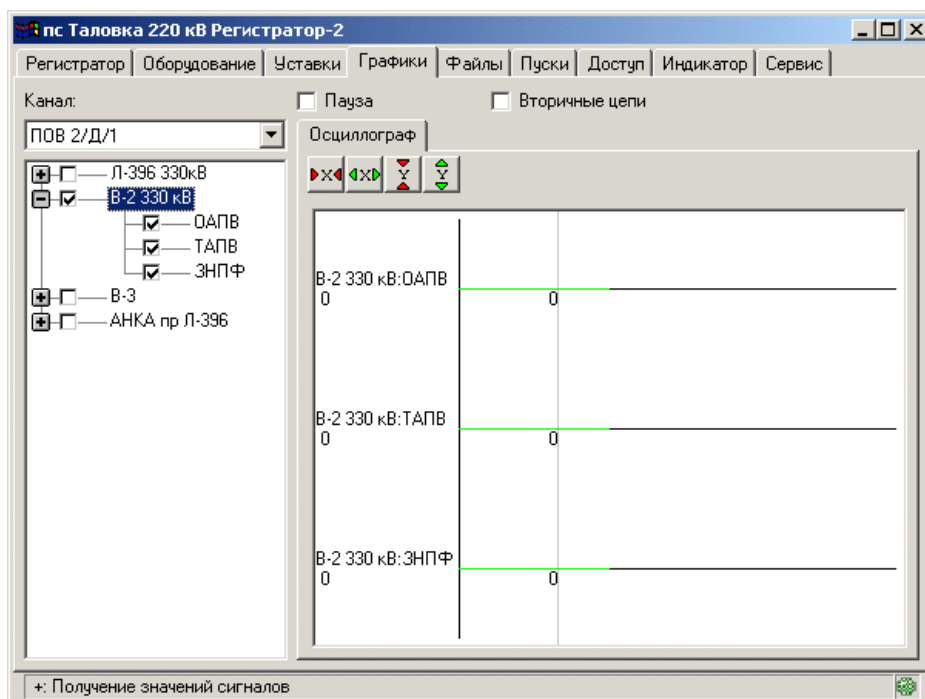 пс Таловка 220 кВ Регистратор-2
Регистратор Оборудование Уставки Графики Файлы Пуски Доступ Индикатор Сервис
Канал:
Пауза
Вторичные цепи
ПОВ 2/Д/1
Осциллограф
X X Y Y
Л-396 330кВ
В-2 330 кВ
ОАПВ
ТАПВ
ЗНПФ
В-3
АНКА пр Л-396
В-2 330 кВ:ОАПВ
0 0
В-2 330 кВ:ТАПВ
0 0
В-2 330 кВ:ЗНПФ
0 0
+: Получение значений сигналов